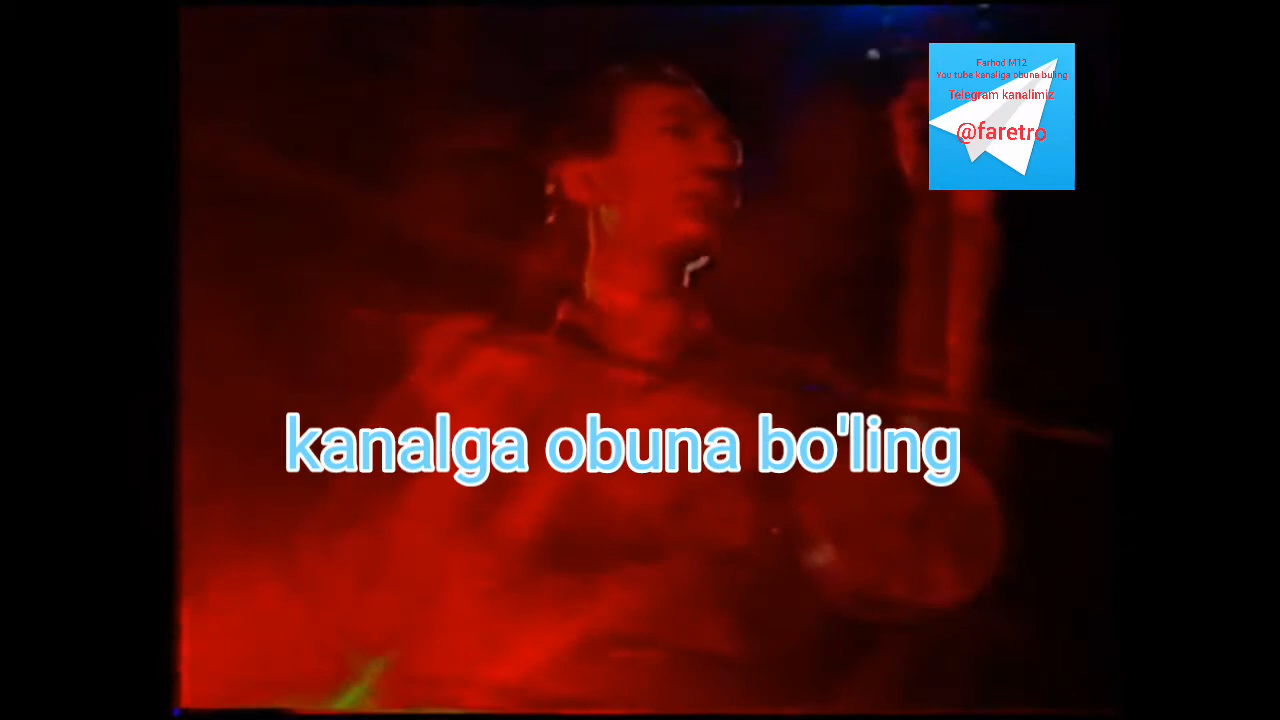 Farhod M12
You tube kanaliga obuna buling
Telegram kanalimiz
@faretro
kanalga obuna bo'ling